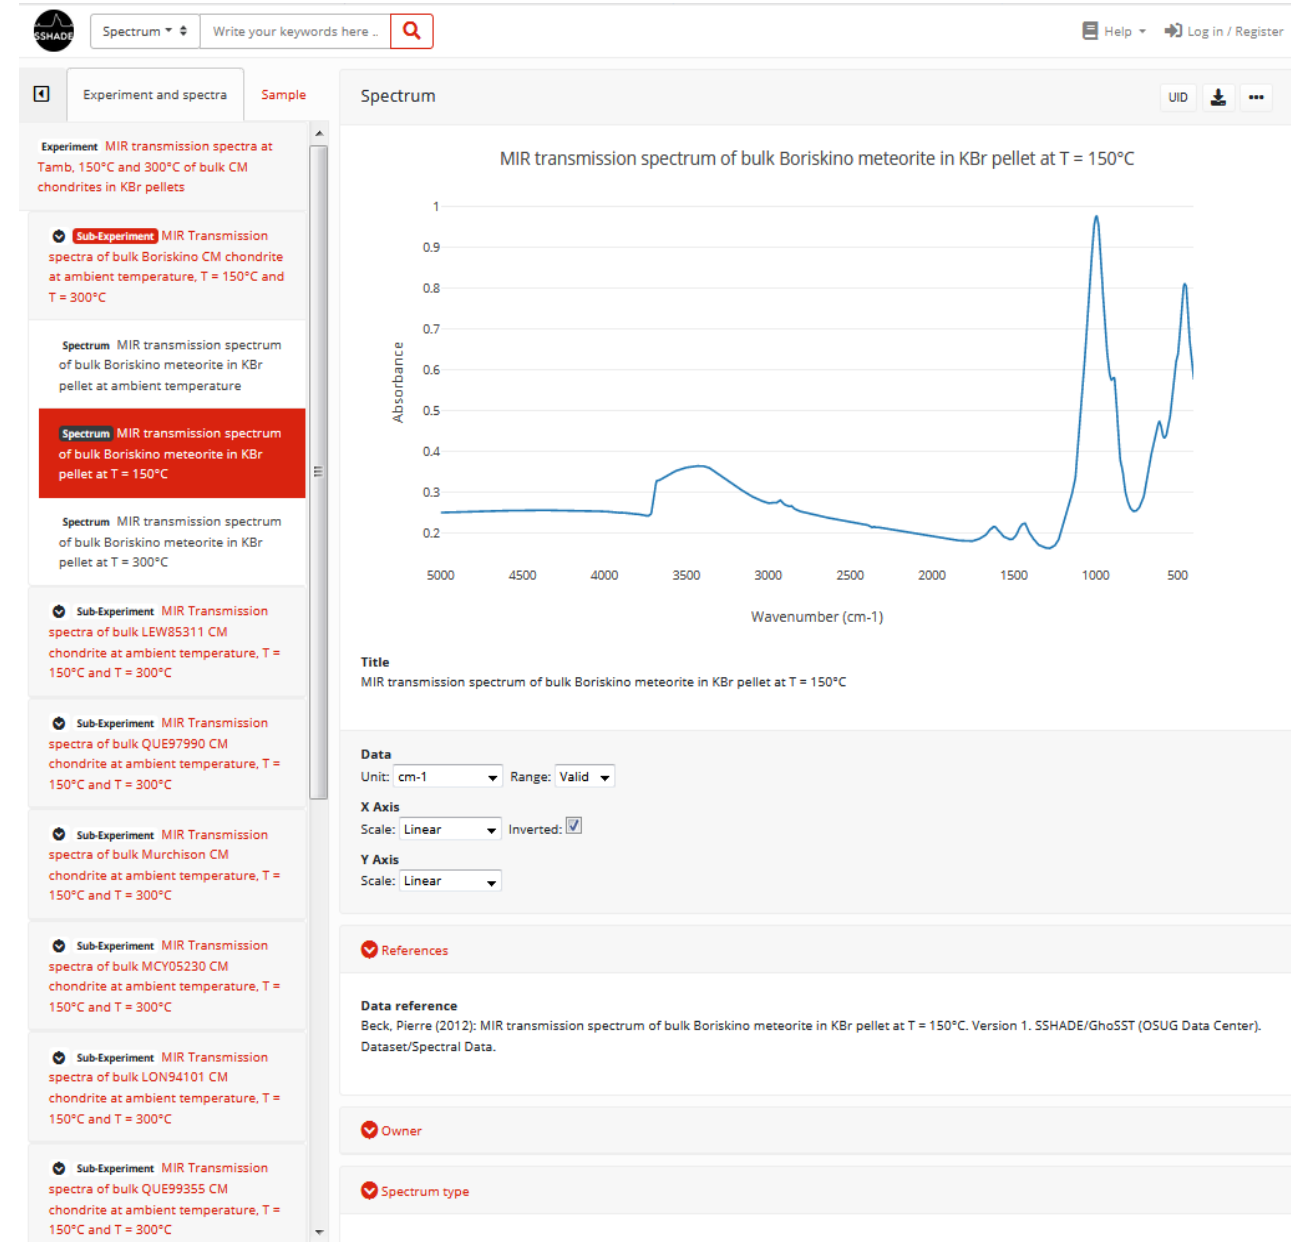 SSHADE
Spectrum
Write your keywords here ..
Help
Log in / Register
Experiment and spectra
Sample
Experiment MIR transmission spectra at
Tamb, 150°C and 300°C of bulk CM
chondrites in KBr pellets
Sub-Experiment MIR Transmission
spectra of bulk Boriskino CM chondrite
at ambient temperature, T = 150°C and
T = 300°C
Spectrum MIR transmission spectrum
of bulk Boriskino meteorite in KBr
pellet at ambient temperature
Spectrum MIR transmission spectrum
of bulk Boriskino meteorite in KBr
pellet at T = 150°C
Spectrum MIR transmission spectrum
of bulk Boriskino meteorite in KBr
pellet at T = 300°C
Sub-Experiment MIR Transmission
spectra of bulk LEW85311 CM
chondrite at ambient temperature, T =
150°C and T = 300°C
Sub-Experiment MIR Transmission
spectra of bulk QUE97990 CM
chondrite at ambient temperature, T =
150°C and T = 300°C
Sub-Experiment MIR Transmission
spectra of bulk Murchison CM
chondrite at ambient temperature, T =
150°C and T = 300°C
Sub-Experiment MIR Transmission
spectra of bulk MCY05230 CM
chondrite at ambient temperature, T =
150°C and T = 300°C
Sub-Experiment MIR Transmission
spectra of bulk LON94101 CM
chondrite at ambient temperature, T =
150°C and T = 300°C
Sub-Experiment MIR Transmission
spectra of bulk QUE99355 CM
chondrite at ambient temperature, T =
150°C and T = 300°C
Spectrum
UID
MIR transmission spectrum of bulk Boriskino meteorite in KBr pellet at T = 150°C
1
0.9
0.8
0.7
0.6
0.5
0.4
0.3
0.2
Absorbance
5000 4500 4000 3500 3000 2500 2000 1500 1000 500
Wavenumber (cm-1)
Title
MIR transmission spectrum of bulk Boriskino meteorite in KBr pellet at T = 150°C
Data
Unit: cm-1 Range: Valid
X Axis
Scale: Linear Inverted:
Y Axis
Scale: Linear
References
Data reference
Beck, Pierre (2012): MIR transmission spectrum of bulk Boriskino meteorite in KBr pellet at T = 150°C. Version 1. SSHADE/GhoSST (OSUG Data Center).
Dataset/Spectral Data.
Owner
Spectrum type